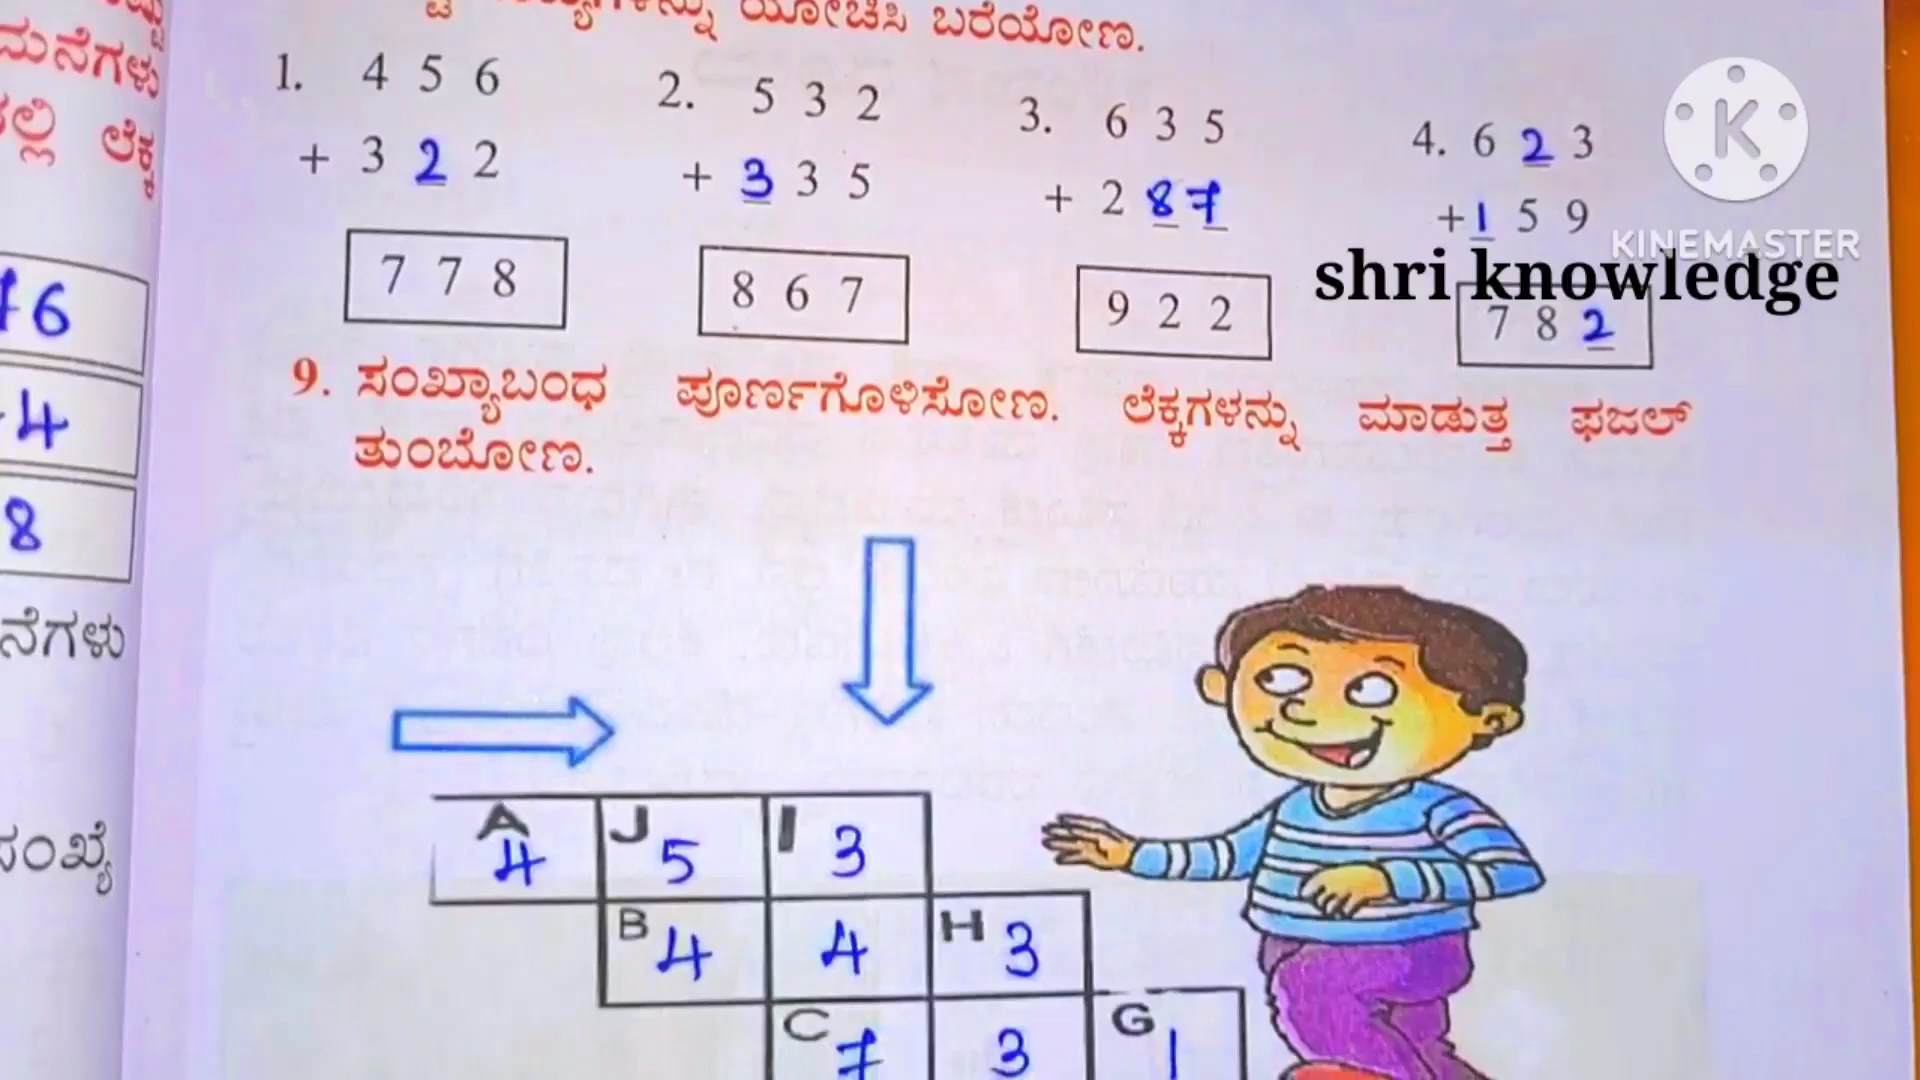 ಯೋಚಿಸಿ ಬರೆಯೋಣ.
ಮನೆಗಳು
ಲೆಕ್ಕ
1. 4 5 6
+ 3 2 2
7 7 8
2. 5 3 2
+ 3 3 5
8 6 7
3. 6 3 5
+ 2 8 7
9 2 2
4. 6 2 3
+ 1 5 9
7 8 2
K
KINEMASTER
shri knowledge
6
4
8
ನೆಗಳು
9. ಸಂಖ್ಯಾಬಂಧ ಪೂರ್ಣಗೊಳಿಸೋಣ. ಲೆಕ್ಕಗಳನ್ನು ಮಾಡುತ್ತ ಫಜಲ್
ತುಂಬೋಣ.
A 4 J 5 I 3
B 4 4 H 3
C 7 3 G 1